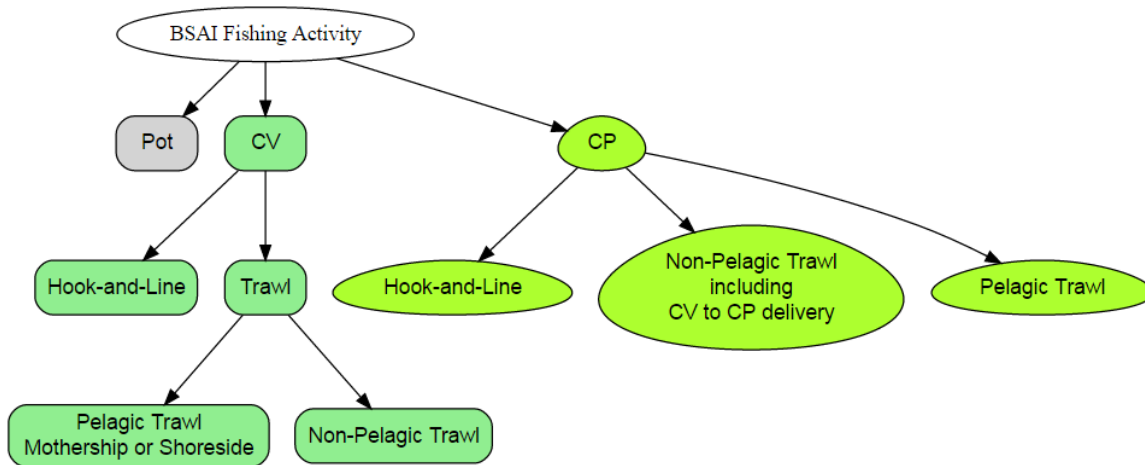 BSAI Fishing Activity
Pot
CV
CP
Hook-and-Line
Trawl
Hook-and-Line
Non-Pelagic Trawl
including
CV to CP delivery
Pelagic Trawl
Pelagic Trawl
Mothership or Shoreside
Non-Pelagic Trawl